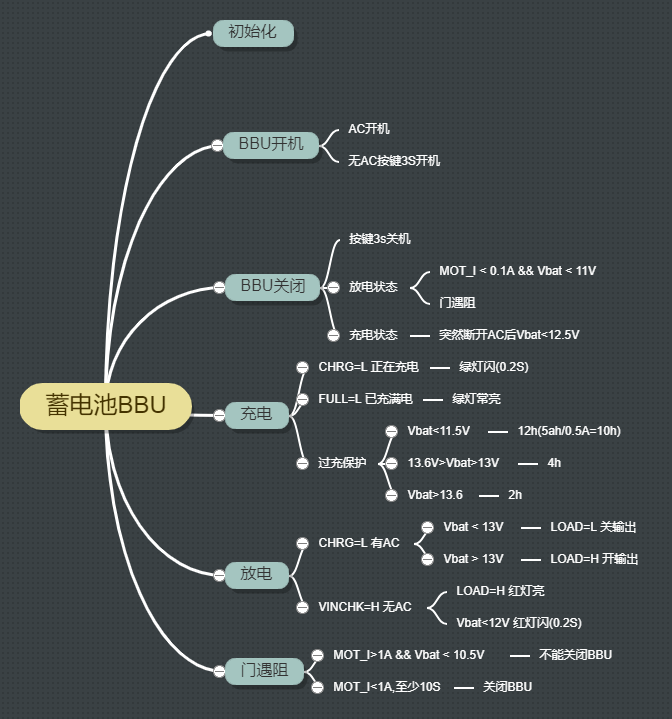 初始化
BBU开机
AC开机
无AC按键3S开机
BBU关闭
按键3s关机
放电状态
MOT_I < 0.1A && Vbat < 11V
门遇阻
充电状态
突然断开AC后Vbat<12.5V
蓄电池BBU
充电
CHRG=L 正在充电
绿灯闪(0.2S)
FULL=L 已充满电
绿灯常亮
过充保护
Vbat<11.5V
12h(5ah/0.5A=10h)
13.6V>Vbat>13V
4h
Vbat>13.6
2h
放电
CHRG=L 有AC
Vbat < 13V
LOAD=L 关输出
Vbat > 13V
LOAD=H 开输出
VINCHK=H 无AC
LOAD=H 红灯亮
Vbat<12V 红灯闪(0.2S)
门遇阻
MOT_I>1A && Vbat < 10.5V
不能关闭BBU
MOT_I<1A,至少10S
关闭BBU